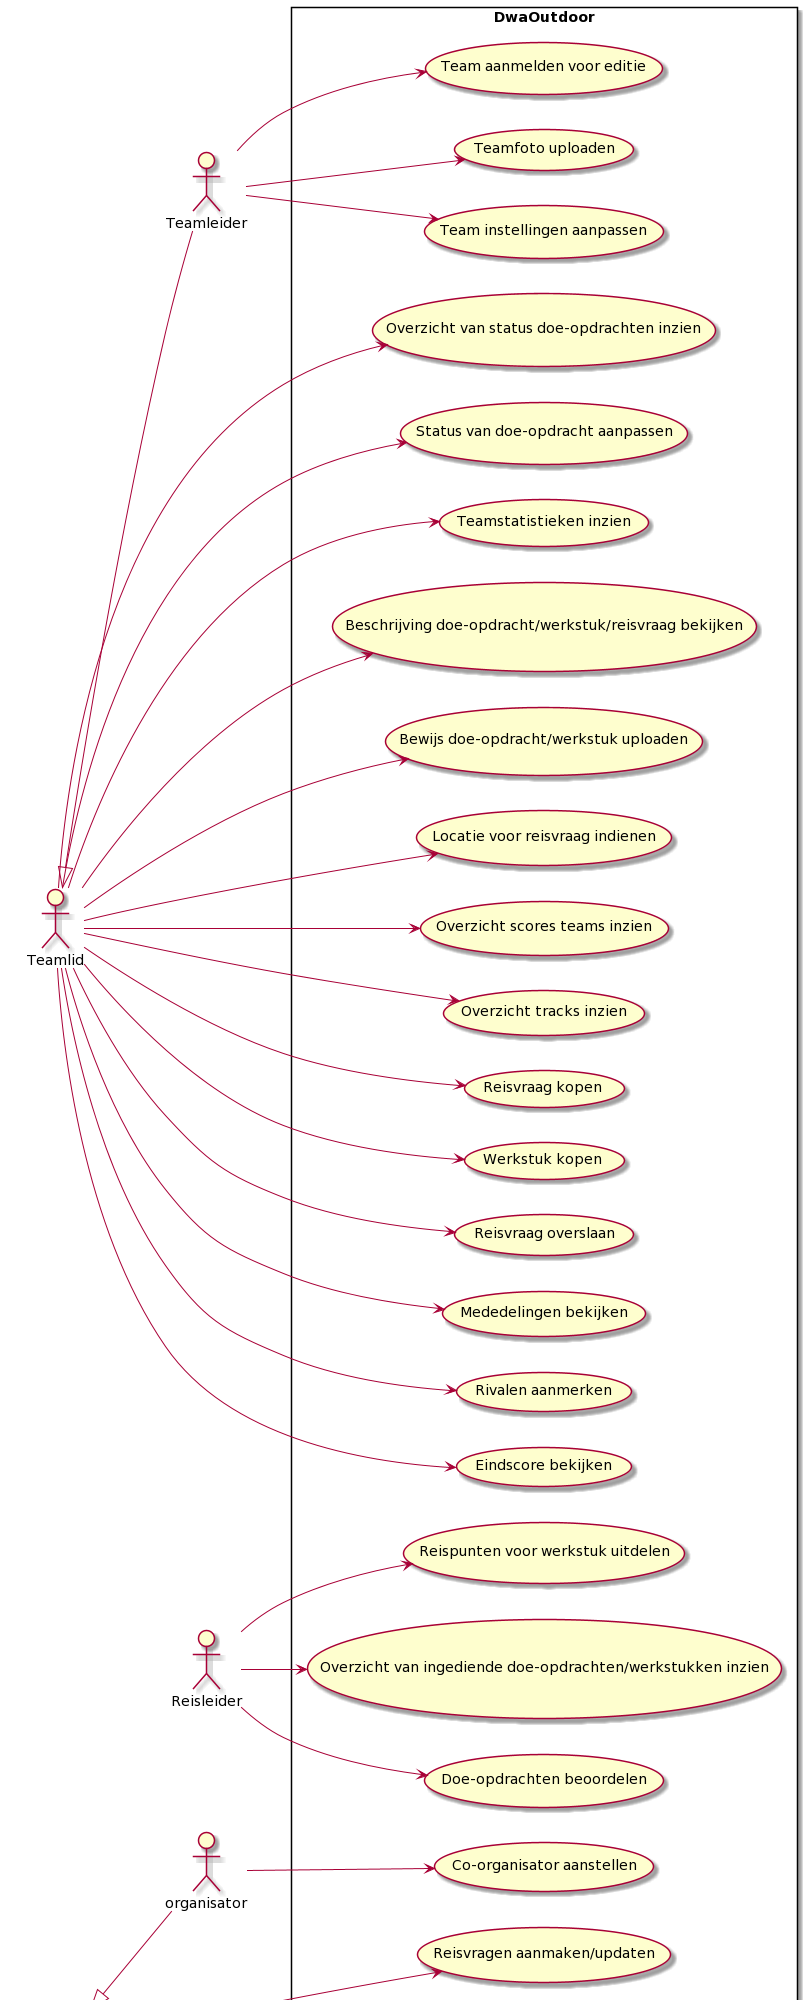 DwaOutdoor
Team aanmelden voor editie
Teamfoto uploaden
Teamleider
Team instellingen aanpassen
Overzicht van status doe-opdrachten inzien
Status van doe-opdracht aanpassen
Teamstatistieken inzien
Beschrijving doe-opdracht/werkstuk/reisvraag bekijken
Bewijs doe-opdracht/werkstuk uploaden
Locatie voor reisvraag indienen
Overzicht scores teams inzien
Teamlid
Overzicht tracks inzien
Reisvraag kopen
Werkstuk kopen
Reisvraag overslaan
Mededelingen bekijken
Rivalen aanmerken
Eindscore bekijken
Reispunten voor werkstuk uitdelen
Overzicht van ingediende doe-opdrachten/werkstukken inzien
Reisleider
Doe-opdrachten beoordelen
Co-organisator aanstellen
organisator
Reisvragen aanmaken/updaten